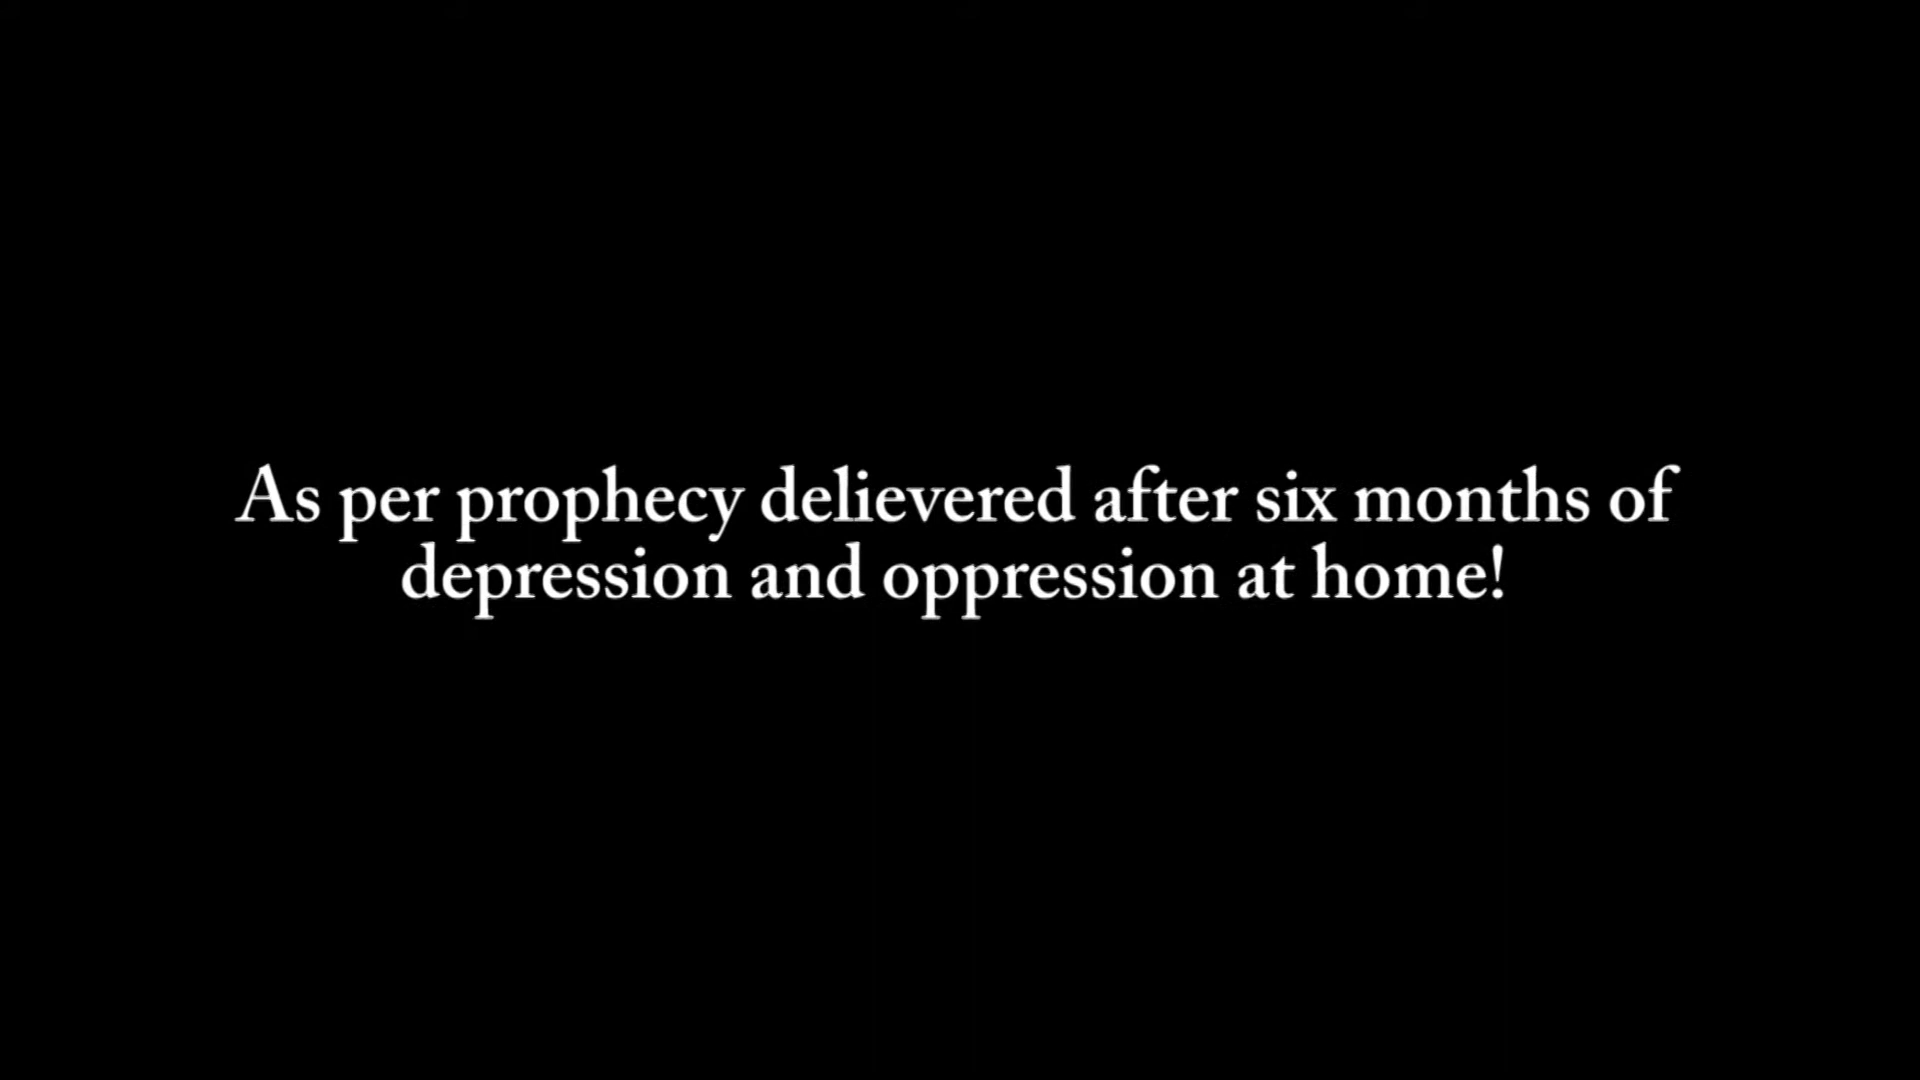 As per prophecy delievered after six months of
depression and oppression at home!